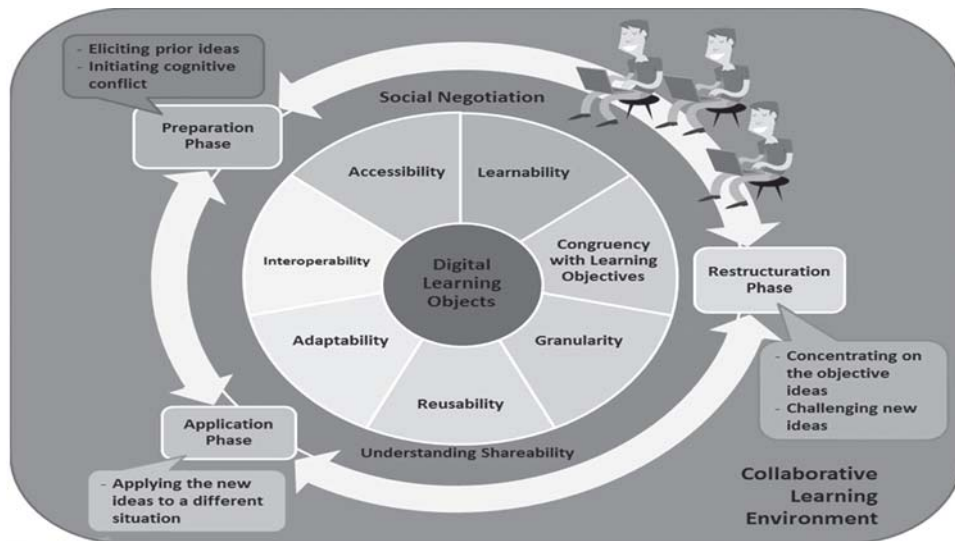 - Eliciting prior ideas
- Initiating cognitive
conflict
Preparation
Phase
Social Negotiation
Accessibility
Learnability
Interoperability
Digital
Learning
Objects
Congruency
with Learning
Objectives
Restructuration
Phase
Adaptability
Granularity
Reusability
- Concentrating on
the objective
ideas
- Challenging new
ideas
Application
Phase
Understanding Shareability
- Applying the new
ideas to a different
situation
Collaborative
Learning
Environment